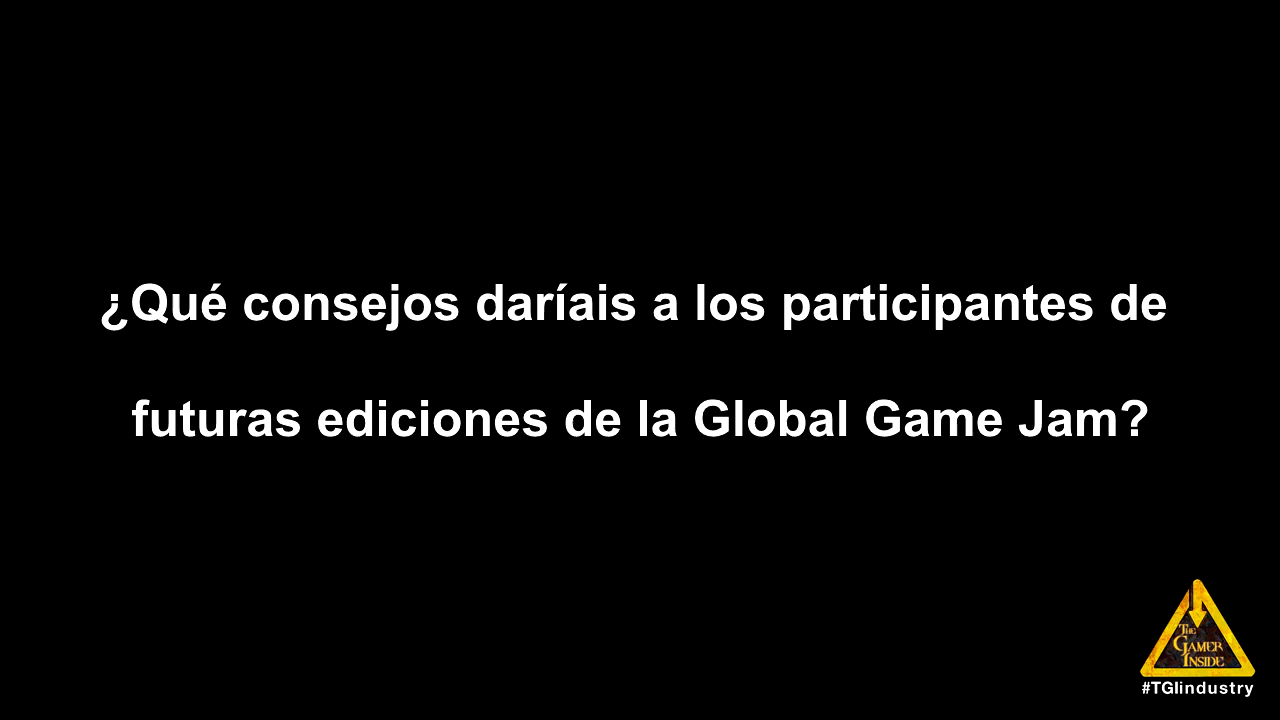 ¿Qué consejos daríais a los participantes de
futuras ediciones de la Global Game Jam?
The
Gamer
Inside
#TGIindustry